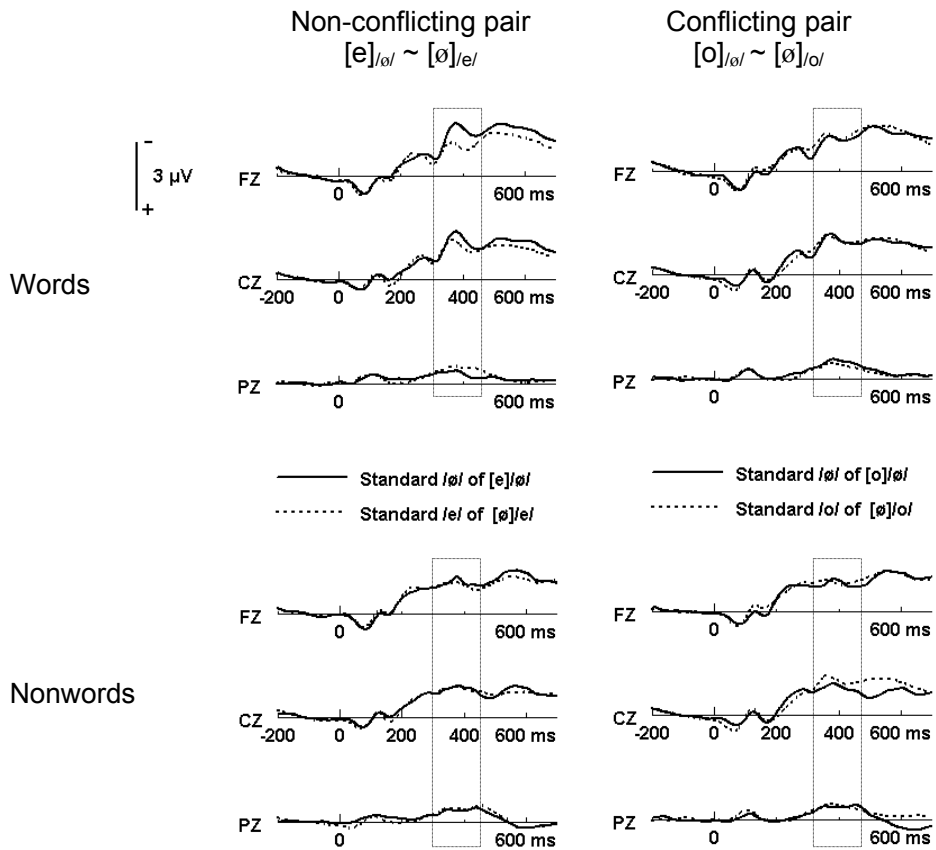 Non-conflicting pair
[e]/ø/ ~ [ø]/e/
Conflicting pair
[o]/ø/ ~ [ø]/o/
-
3 µV
+
Words
FZ
0
600 ms
FZ
0
600 ms
CZ
-200 0 200 400 600 ms
CZ
-200 0 200 400 600 ms
PZ
0
600 ms
PZ
0
600 ms
Standard /ø/ of [e]/ø/
Standard /e/ of [ø]/e/
Standard /ø/ of [o]/ø/
Standard /o/ of [ø]/o/
Nonwords
FZ
0
600 ms
FZ
0
600 ms
CZ
-200 0 200 400 600 ms
CZ
-200 0 200 400 600 ms
PZ
0
600 ms
PZ
0
600 ms